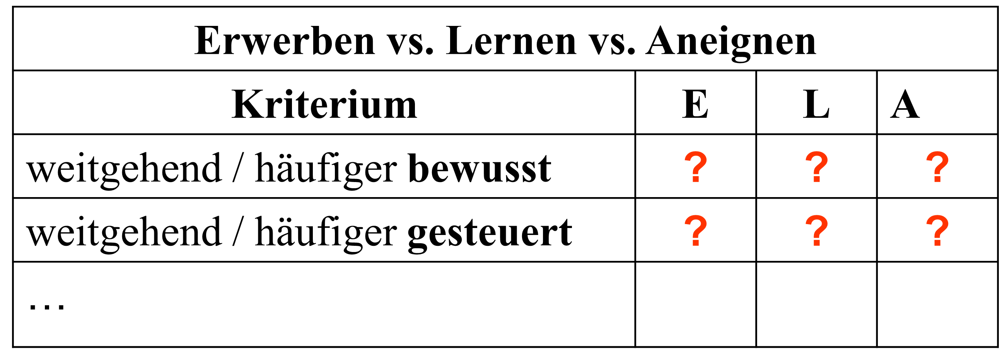 Erwerben vs. Lernen vs. Aneignen
Kriterium E L A
weitgehend / häufiger bewusst ? ? ?
weitgehend / häufiger gesteuert ? ? ?
…